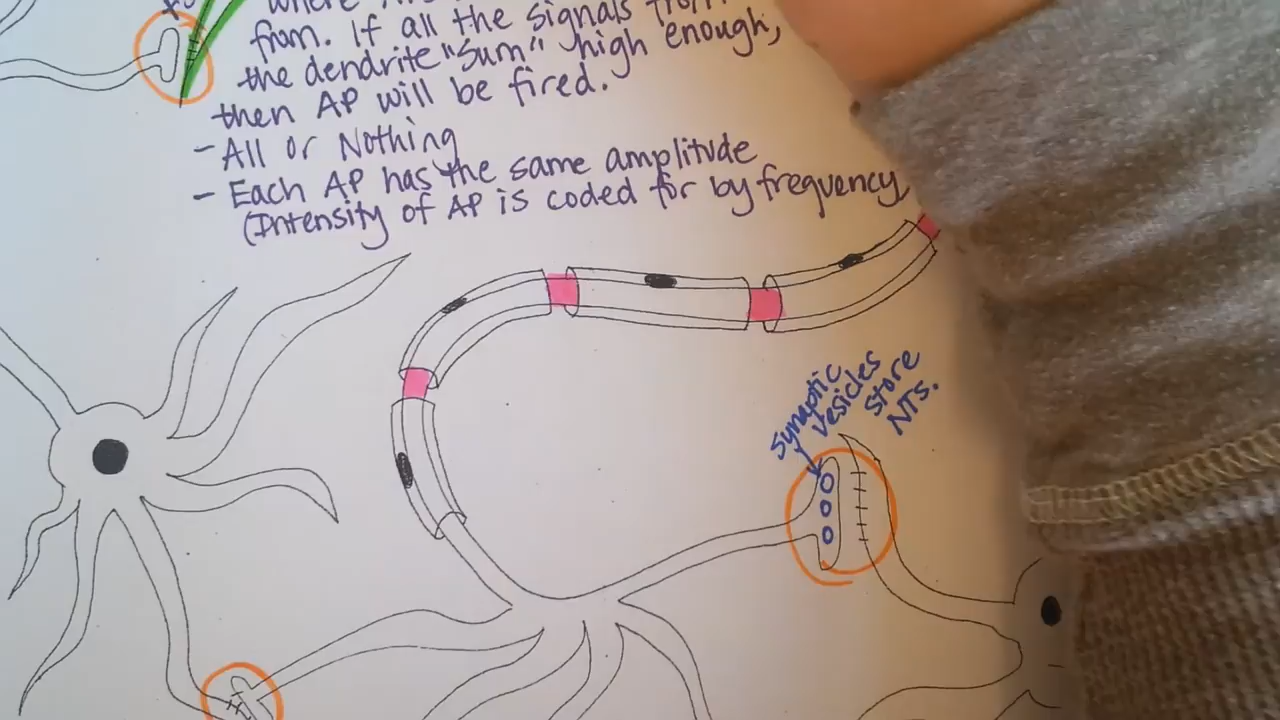 from. If all the signals from
the dendrite "sum" high enough,
then AP will be fired.
- All or Nothing
- Each AP has the same amplitude
(Intensity of AP is coded for by frequency
synaptic
vesicles
store
NTs.